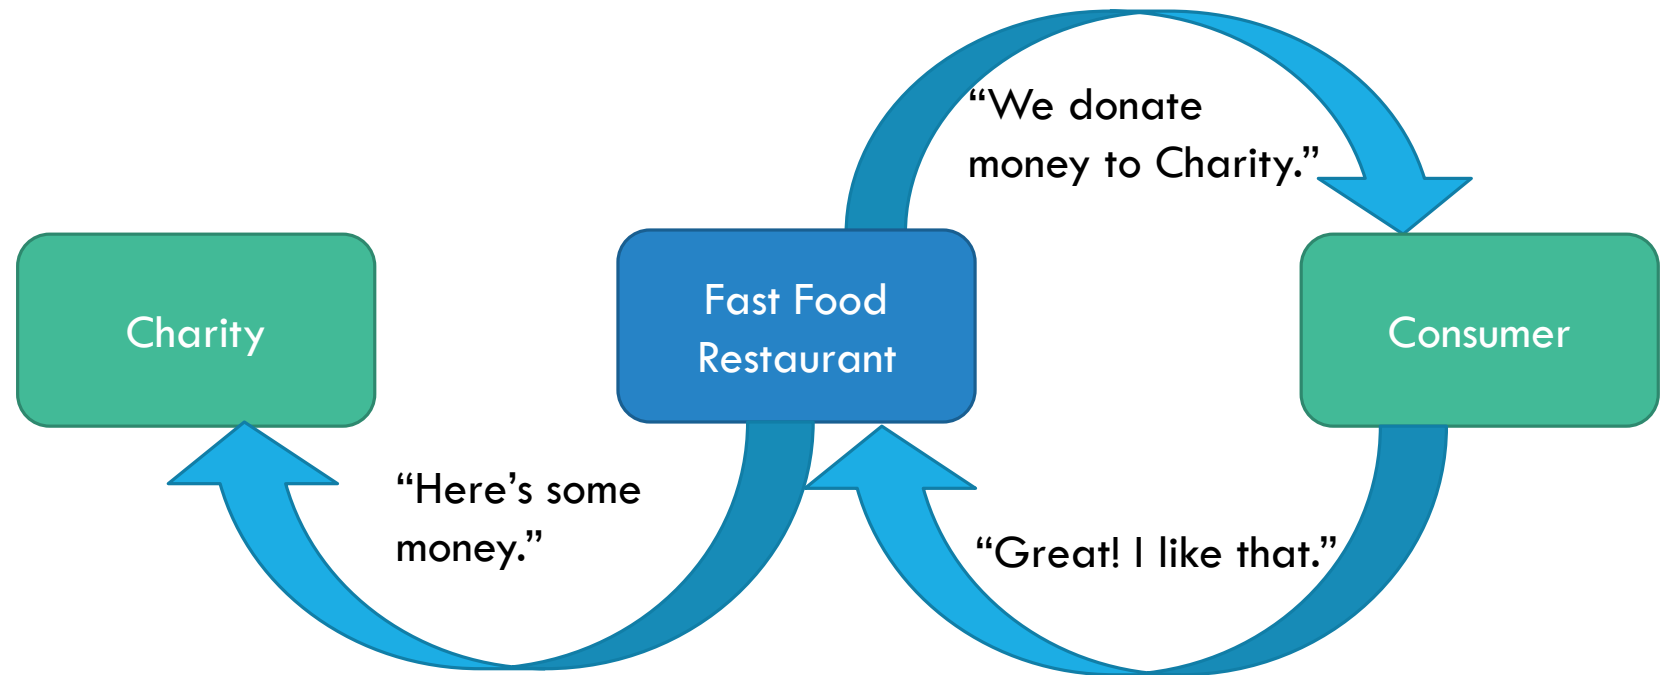 “We donate
money to Charity.”
Charity
Fast Food
Restaurant
Consumer
“Here’s some
money.”
“Great! I like that.”